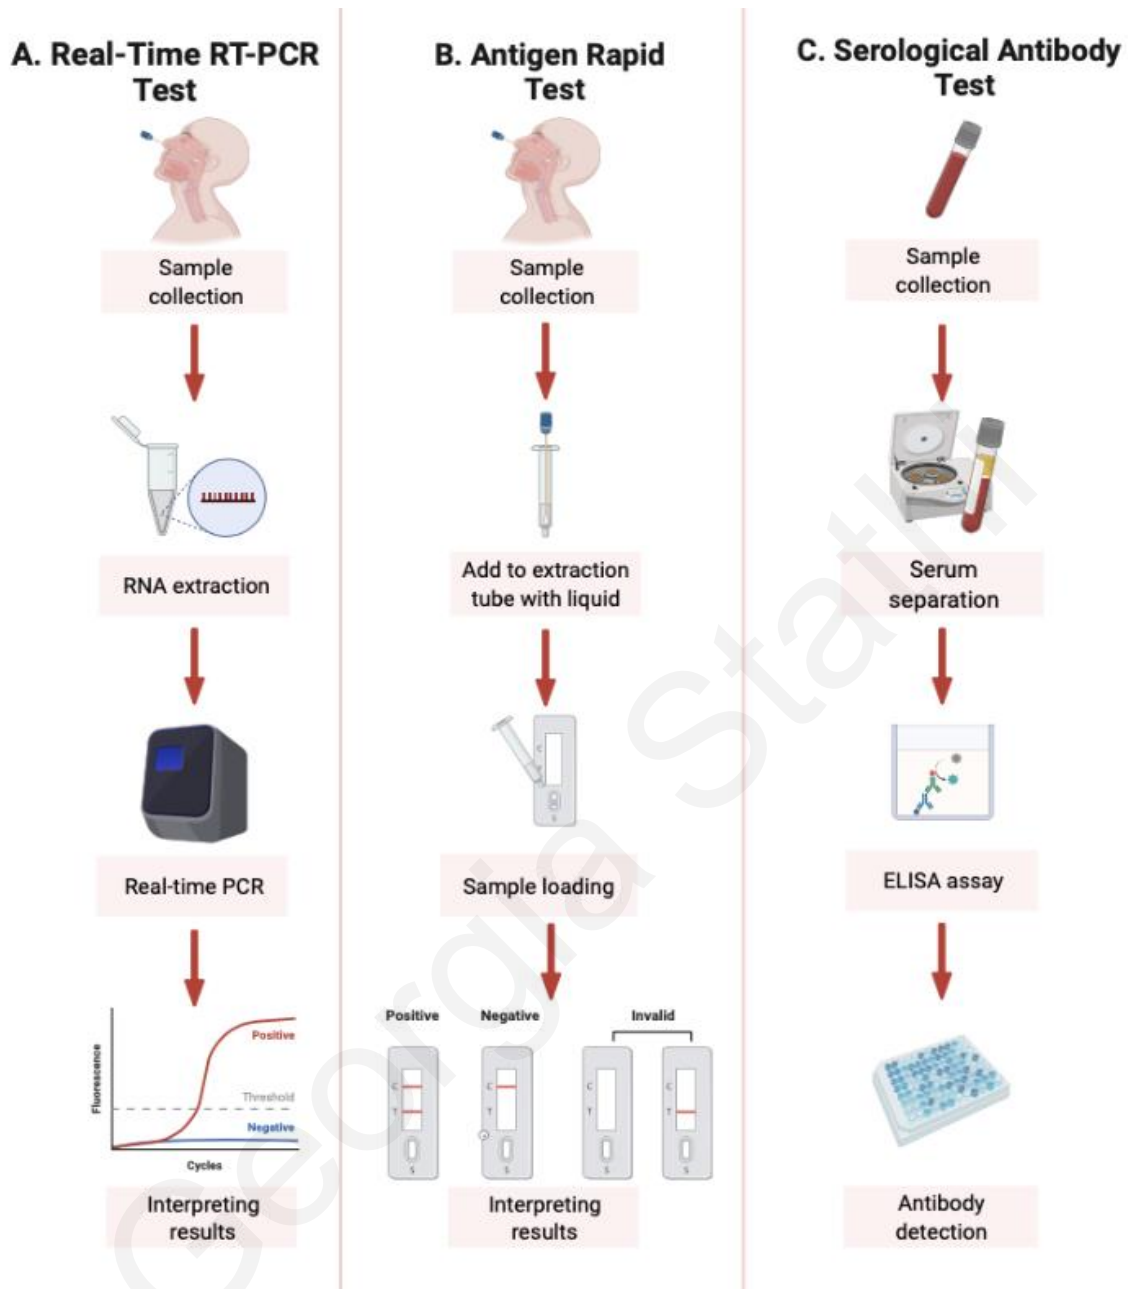 A. Real-Time RT-PCR
Test
Sample
collection
RNA extraction
Real-time PCR
Fluorescence
Positive
Threshold
Negative
Cycles
Interpreting
results
B. Antigen Rapid
Test
Sample
collection
Add to extraction
tube with liquid
C
S
Sample loading
Positive
Negative
Invalid
C
T
S
C
T
S
C
T
S
C
T
S
Interpreting
results
C. Serological Antibody
Test
Sample
collection
Serum
separation
ELISA assay
Antibody
detection
Georgia Stathi